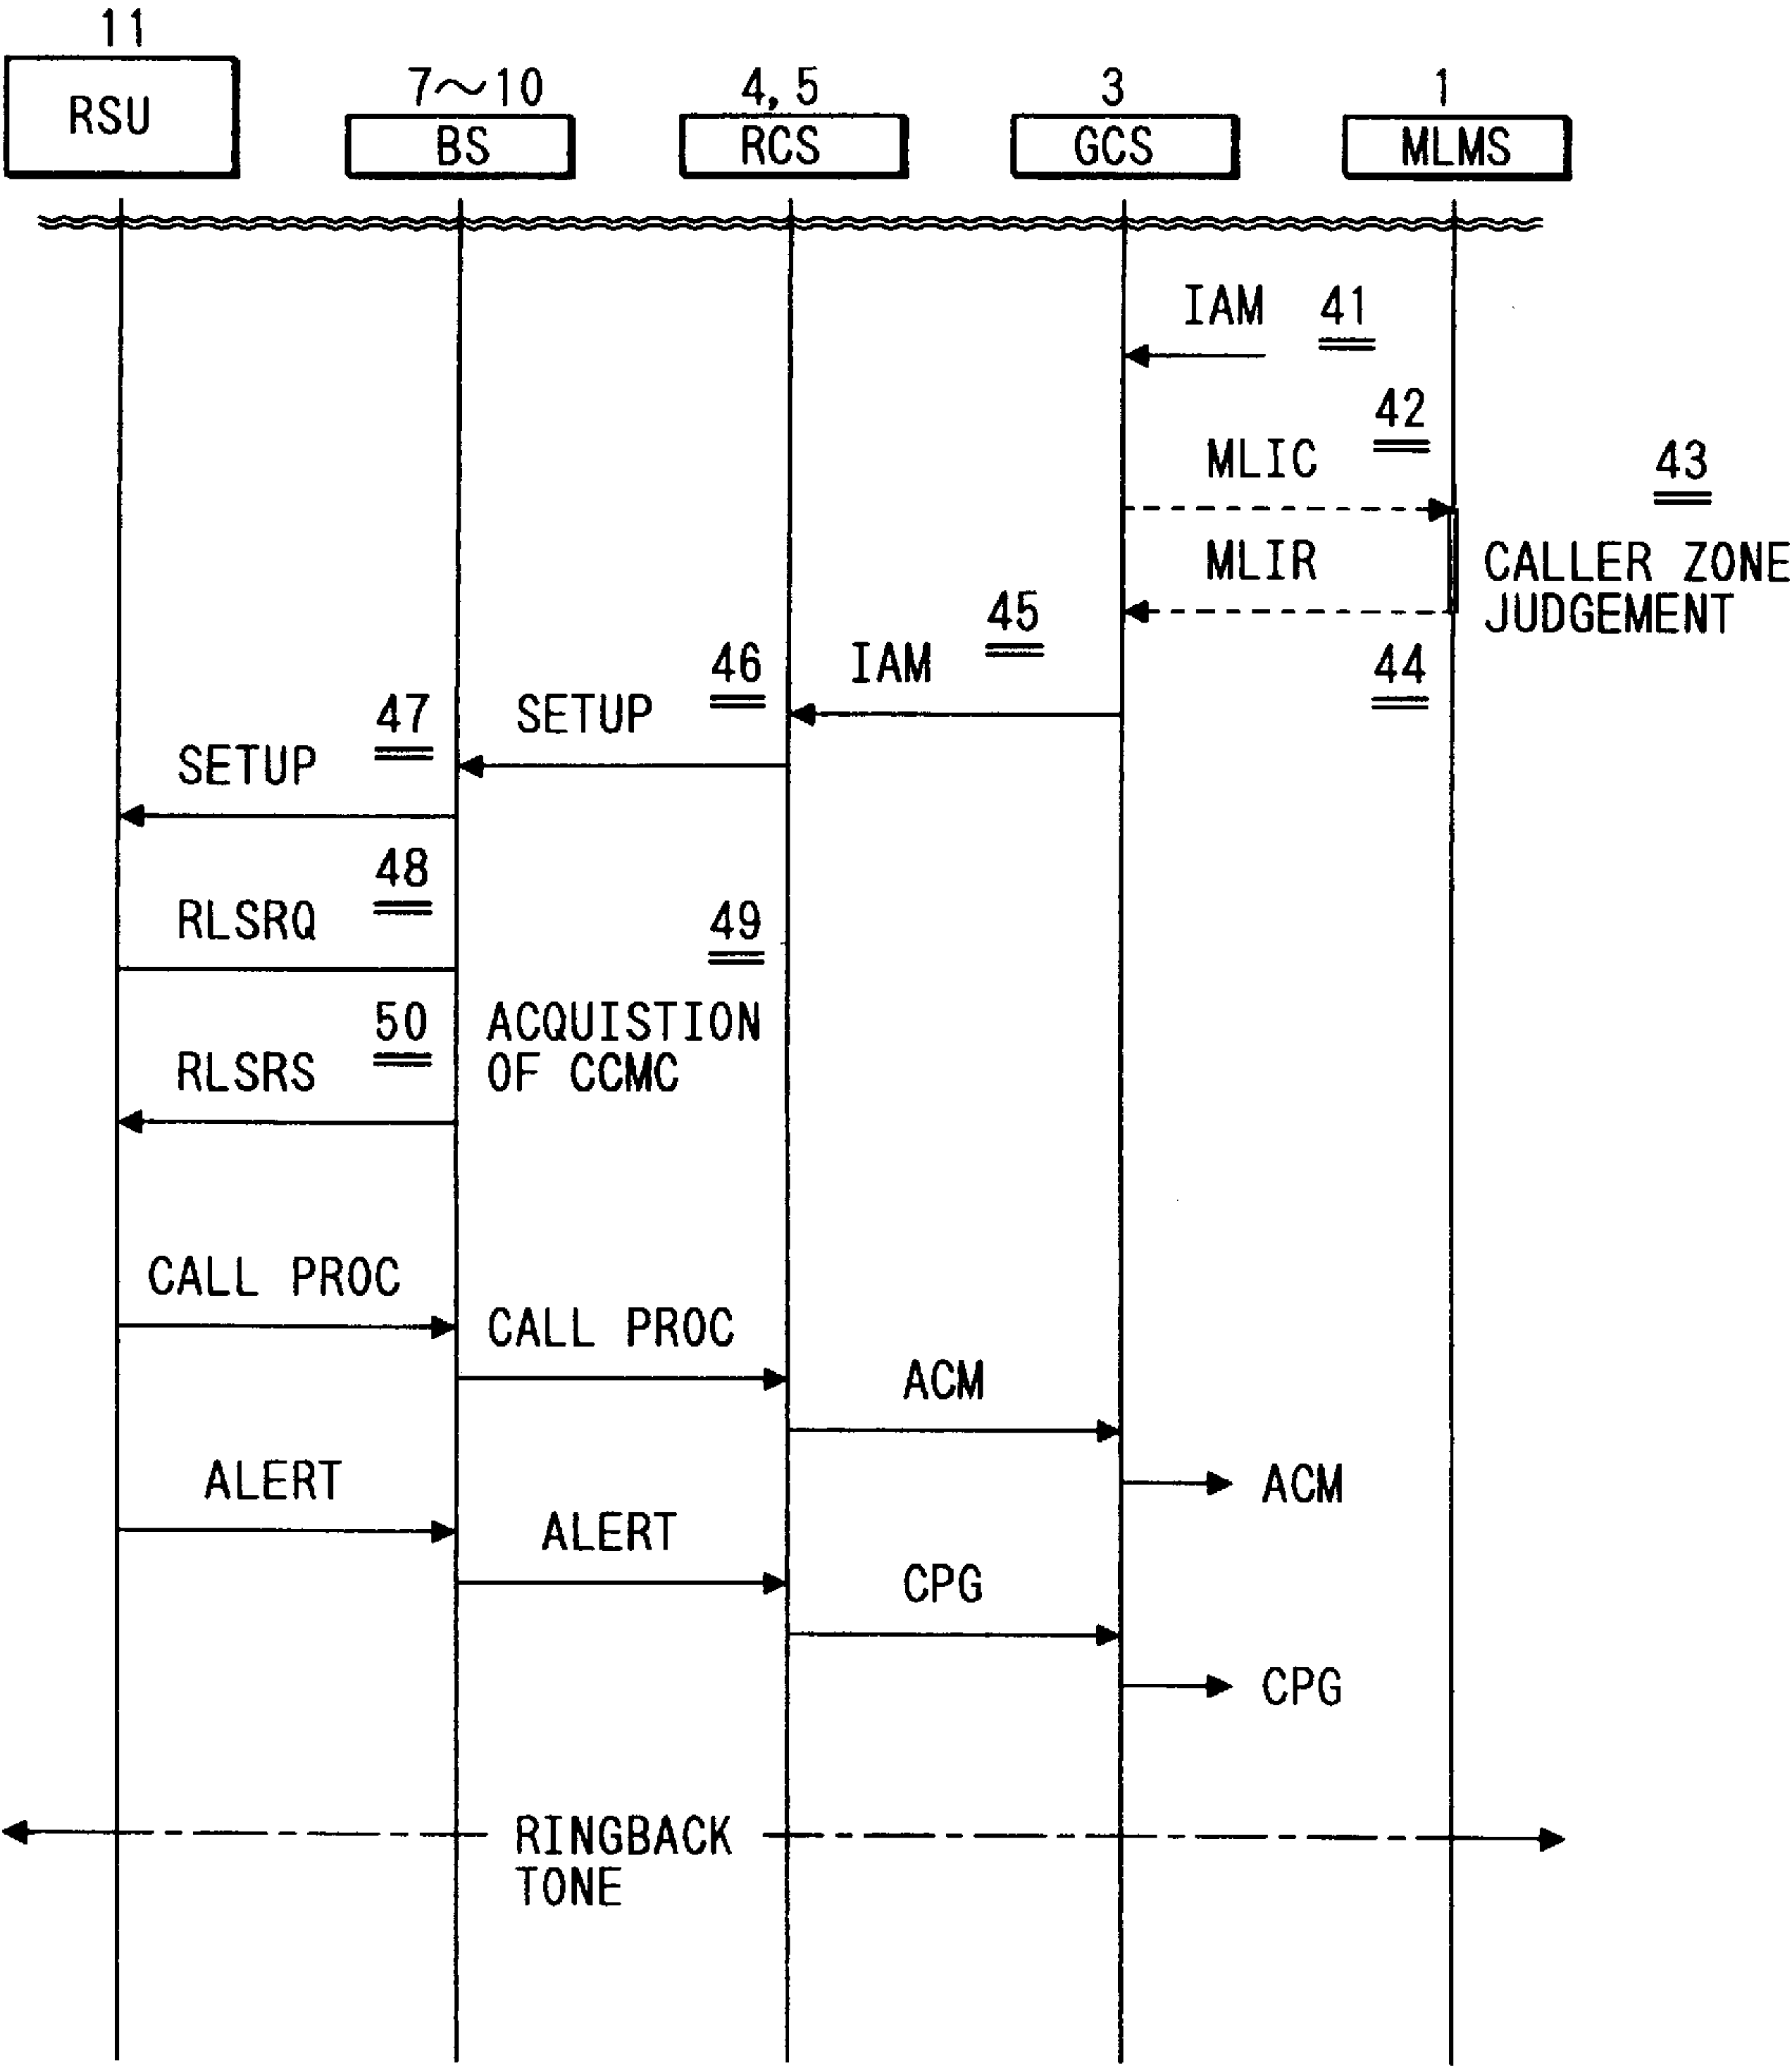 11
7～10
4,5
3
1
RSU
BS
RCS
GCS
MLMS
IAM 41
42
MLIC
43
MLIR
CALLER ZONE
JUDGEMENT
44
45
IAM
46
SETUP
47
SETUP
48
RLSRQ
49
50
ACQUISTION
OF CCMC
RLSRS
CALL PROC
CALL PROC
ACM
ACM
ALERT
ALERT
CPG
CPG
RINGBACK
TONE